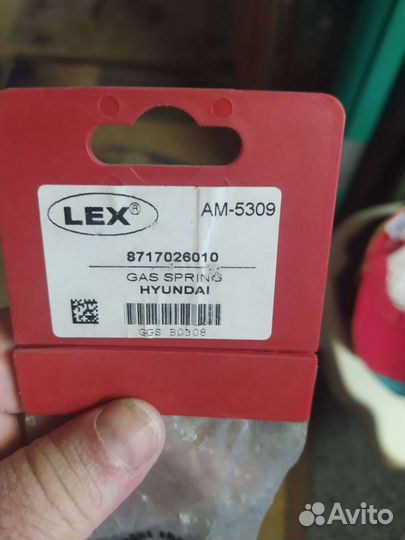 LEX® AM-5309
8717026010
GAS SPRING
HYUNDAI
GGS B0308
Avito